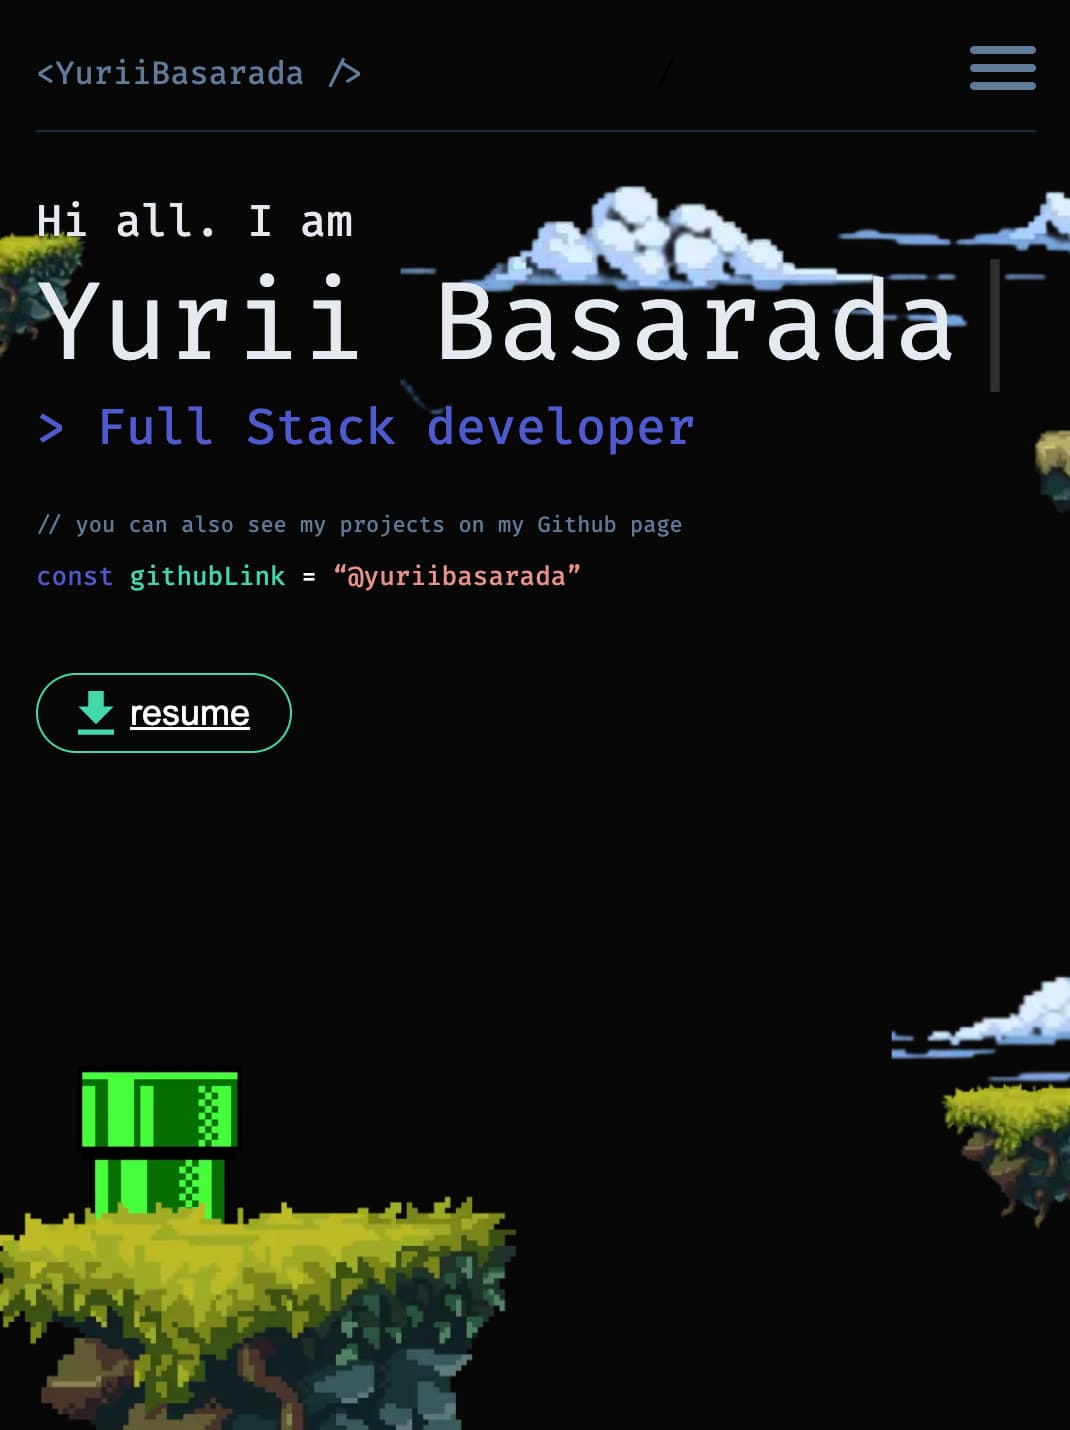 <YuriiBasarada />
Hi all. I am
Yurii Basarada
> Full Stack developer
// you can also see my projects on my Github page
const githubLink = “@yuriibasarada”
resume